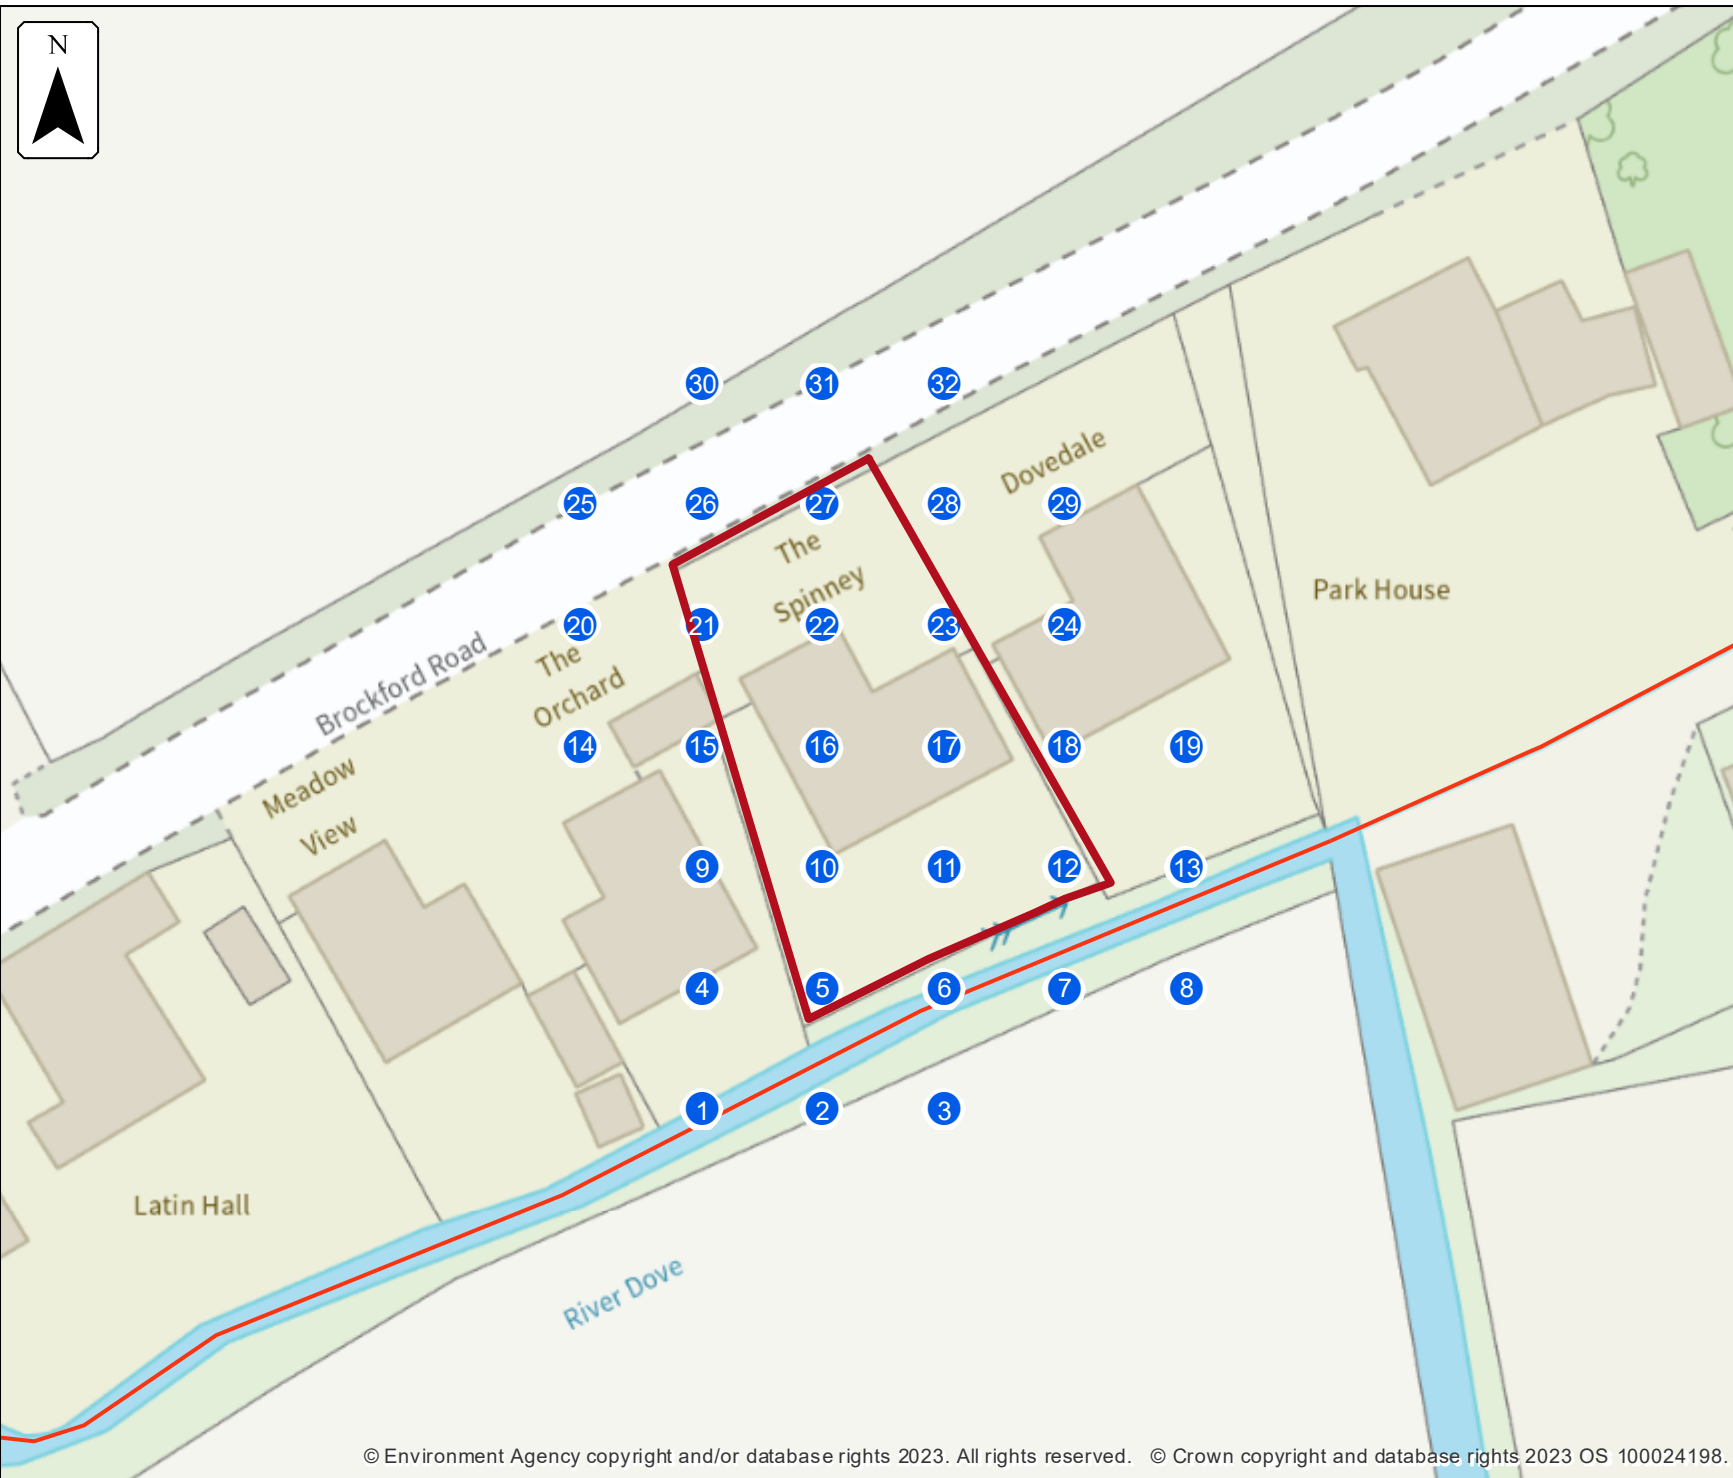 N
30 31 32
Dovedale
25 26 27 28 29
The
Spinney
Park House
20 21 22 23 24
Brockford Road
The
Orchard
14 15 16 17 18 19
Meadow
View
9 10 11 12 13
4 5 6 7 8
1 2 3
Latin Hall
River Dove
© Environment Agency copyright and/or database rights 2023. All rights reserved. © Crown copyright and database rights 2023 OS 100024198.